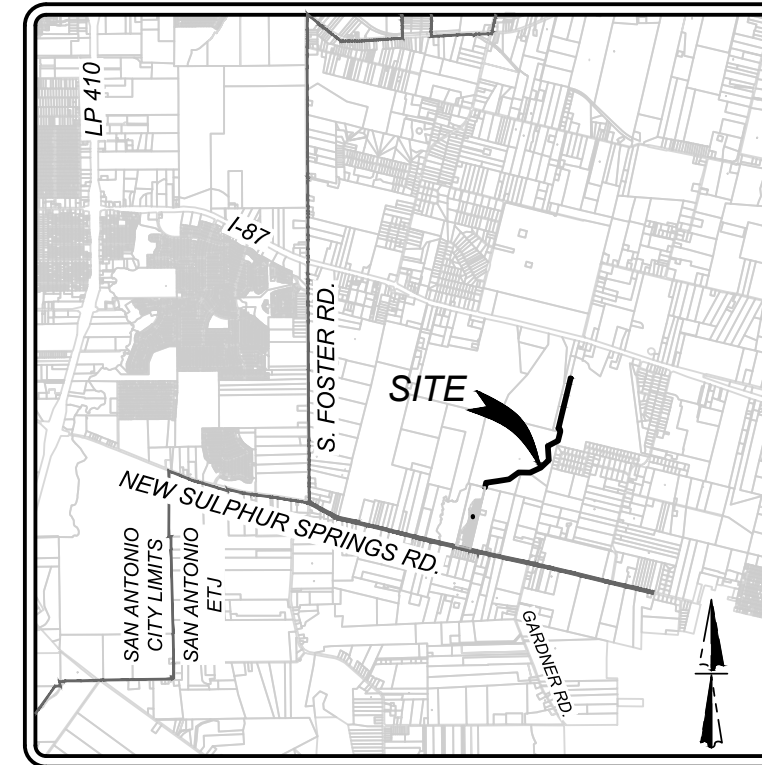 LP 410
I-87
S. FOSTER RD.
SITE
NEW SULPHUR SPRINGS RD.
SAN ANTONIO
CITY LIMITS
SAN ANTONIO
ETJ
GARDNER RD.